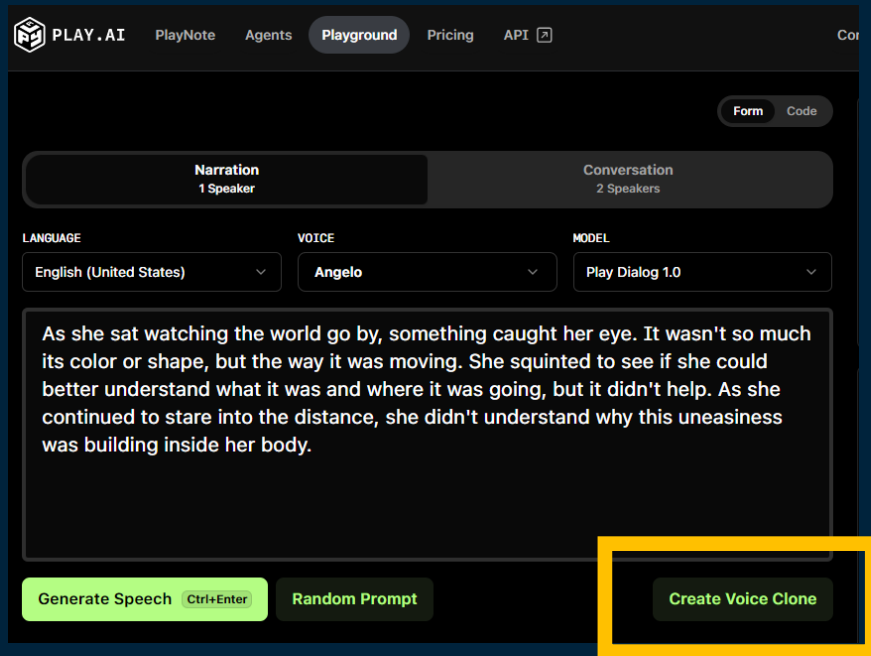 PLAY.AI PlayNote Agents Playground Pricing API
Form Code
Narration Conversation
1 Speaker 2 Speakers
LANGUAGE VOICE MODEL
English (United States) Angelo Play Dialog 1.0
As she sat watching the world go by, something caught her eye. It wasn't so much
its color or shape, but the way it was moving. She squinted to see if she could
better understand what it was and where it was going, but it didn't help. As she
continued to stare into the distance, she didn't understand why this uneasiness
was building inside her body.
Generate Speech Ctrl+Enter Random Prompt Create Voice Clone